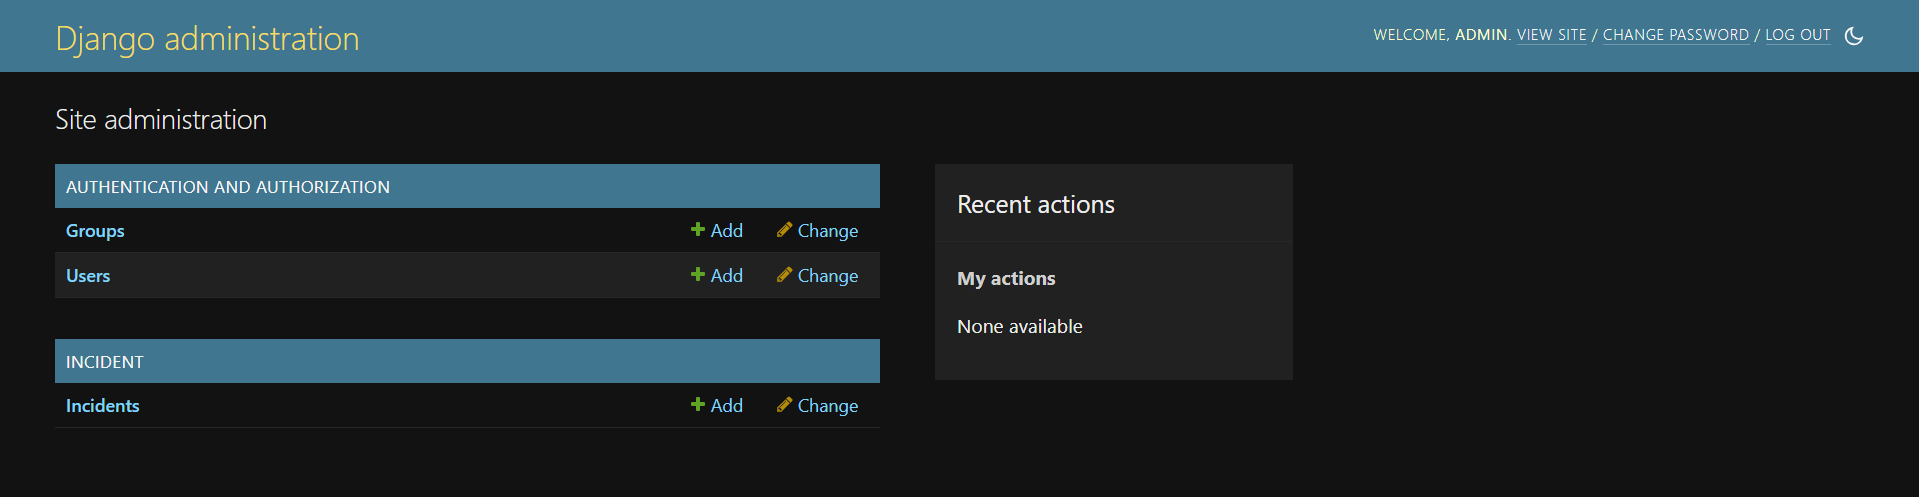 Django administration
WELCOME, ADMIN. VIEW SITE / CHANGE PASSWORD / LOG OUT
Site administration
AUTHENTICATION AND AUTHORIZATION
Groups Add Change
Users Add Change
INCIDENT
Incidents Add Change
Recent actions
My actions
None available